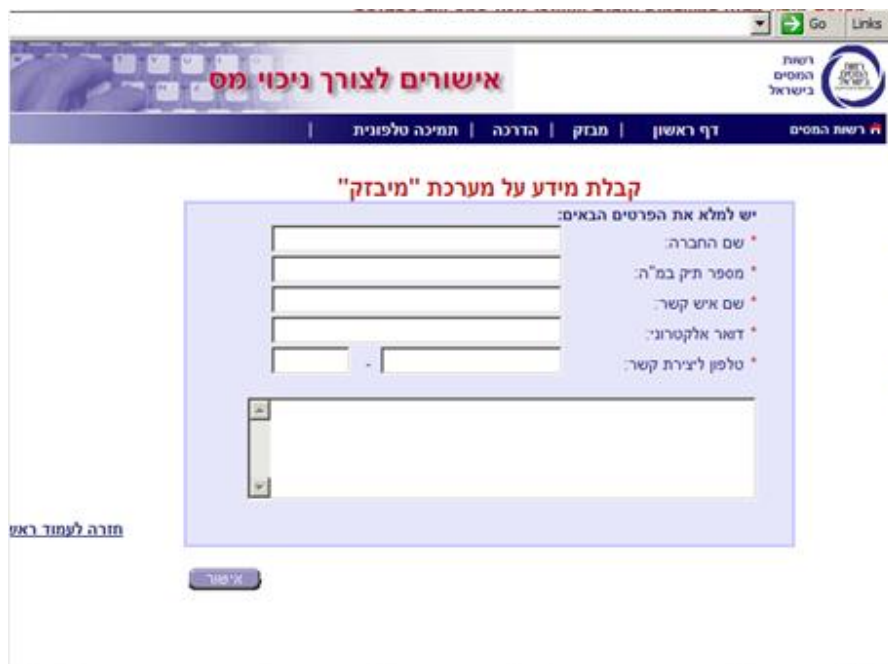 Go Links
רשות
המסים
בישראל
אישורים לצורך ניכוי מס
רשות המסים
דף ראשון | מבזק | הדרכה | תמיכה טלפונית |
קבלת מידע על מערכת "מיבזק"
יש למלא את הפרטים הבאים:
* שם החברה:
* מספר תיק במ"ה:
* שם איש קשר:
* דואר אלקטרוני:
* טלפון ליצירת קשר:
-
חזרה לעמוד ראש
אישור